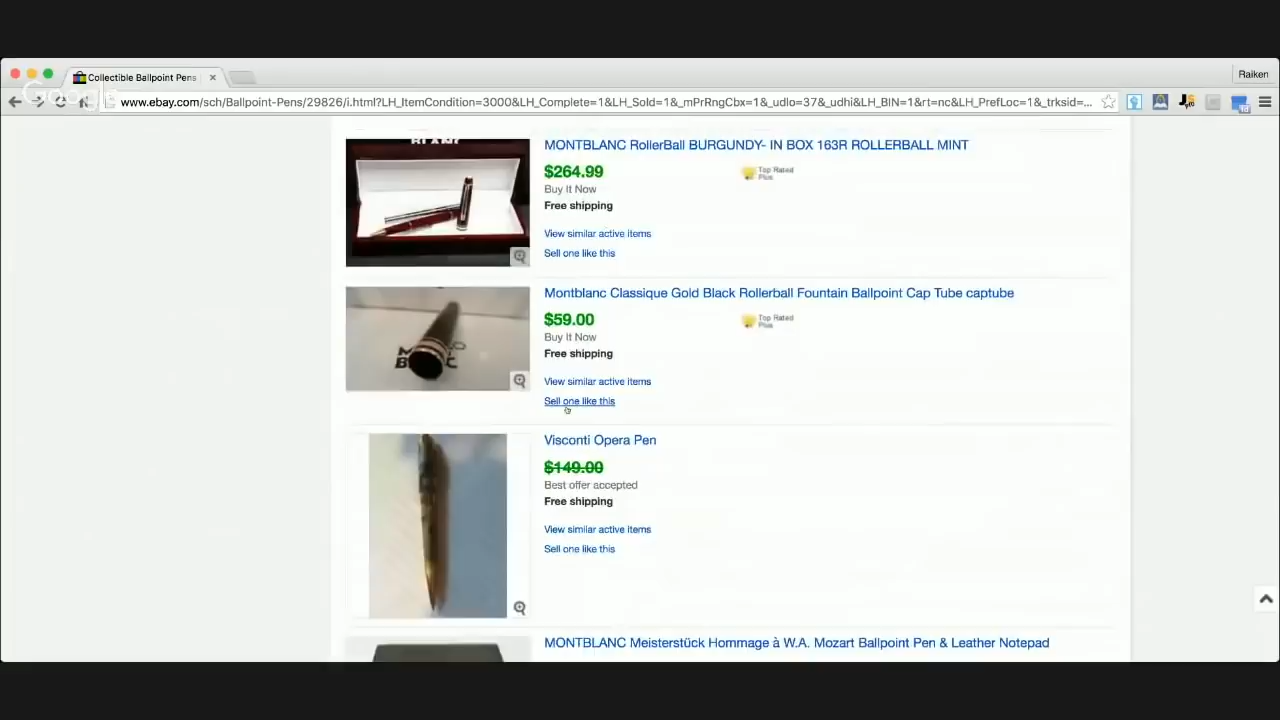 Collectible Ballpoint Pens
Raiken
Google
www.ebay.com/sch/Ballpoint-Pens/29826/i.html?LH_ItemCondition=3000&LH_Complete=1&LH_Sold=1&_mPrRngCbx=1&_udlo=37&_udhi&LH_BIN=1&rt=nc&LH_PrefLoc=1&_trksid=...
MONTBLANC RollerBall BURGUNDY- IN BOX 163R ROLLERBALL MINT
$264.99
Top Rated
Plus
Buy It Now
Free shipping
View similar active items
Sell one like this
Montblanc Classique Gold Black Rollerball Fountain Ballpoint Cap Tube captube
$59.00
Top Rated
Plus
Buy It Now
Free shipping
View similar active items
Sell one like this
Visconti Opera Pen
$149.00
Best offer accepted
Free shipping
View similar active items
Sell one like this
MONTBLANC Meisterstück Hommage à W.A. Mozart Ballpoint Pen & Leather Notepad